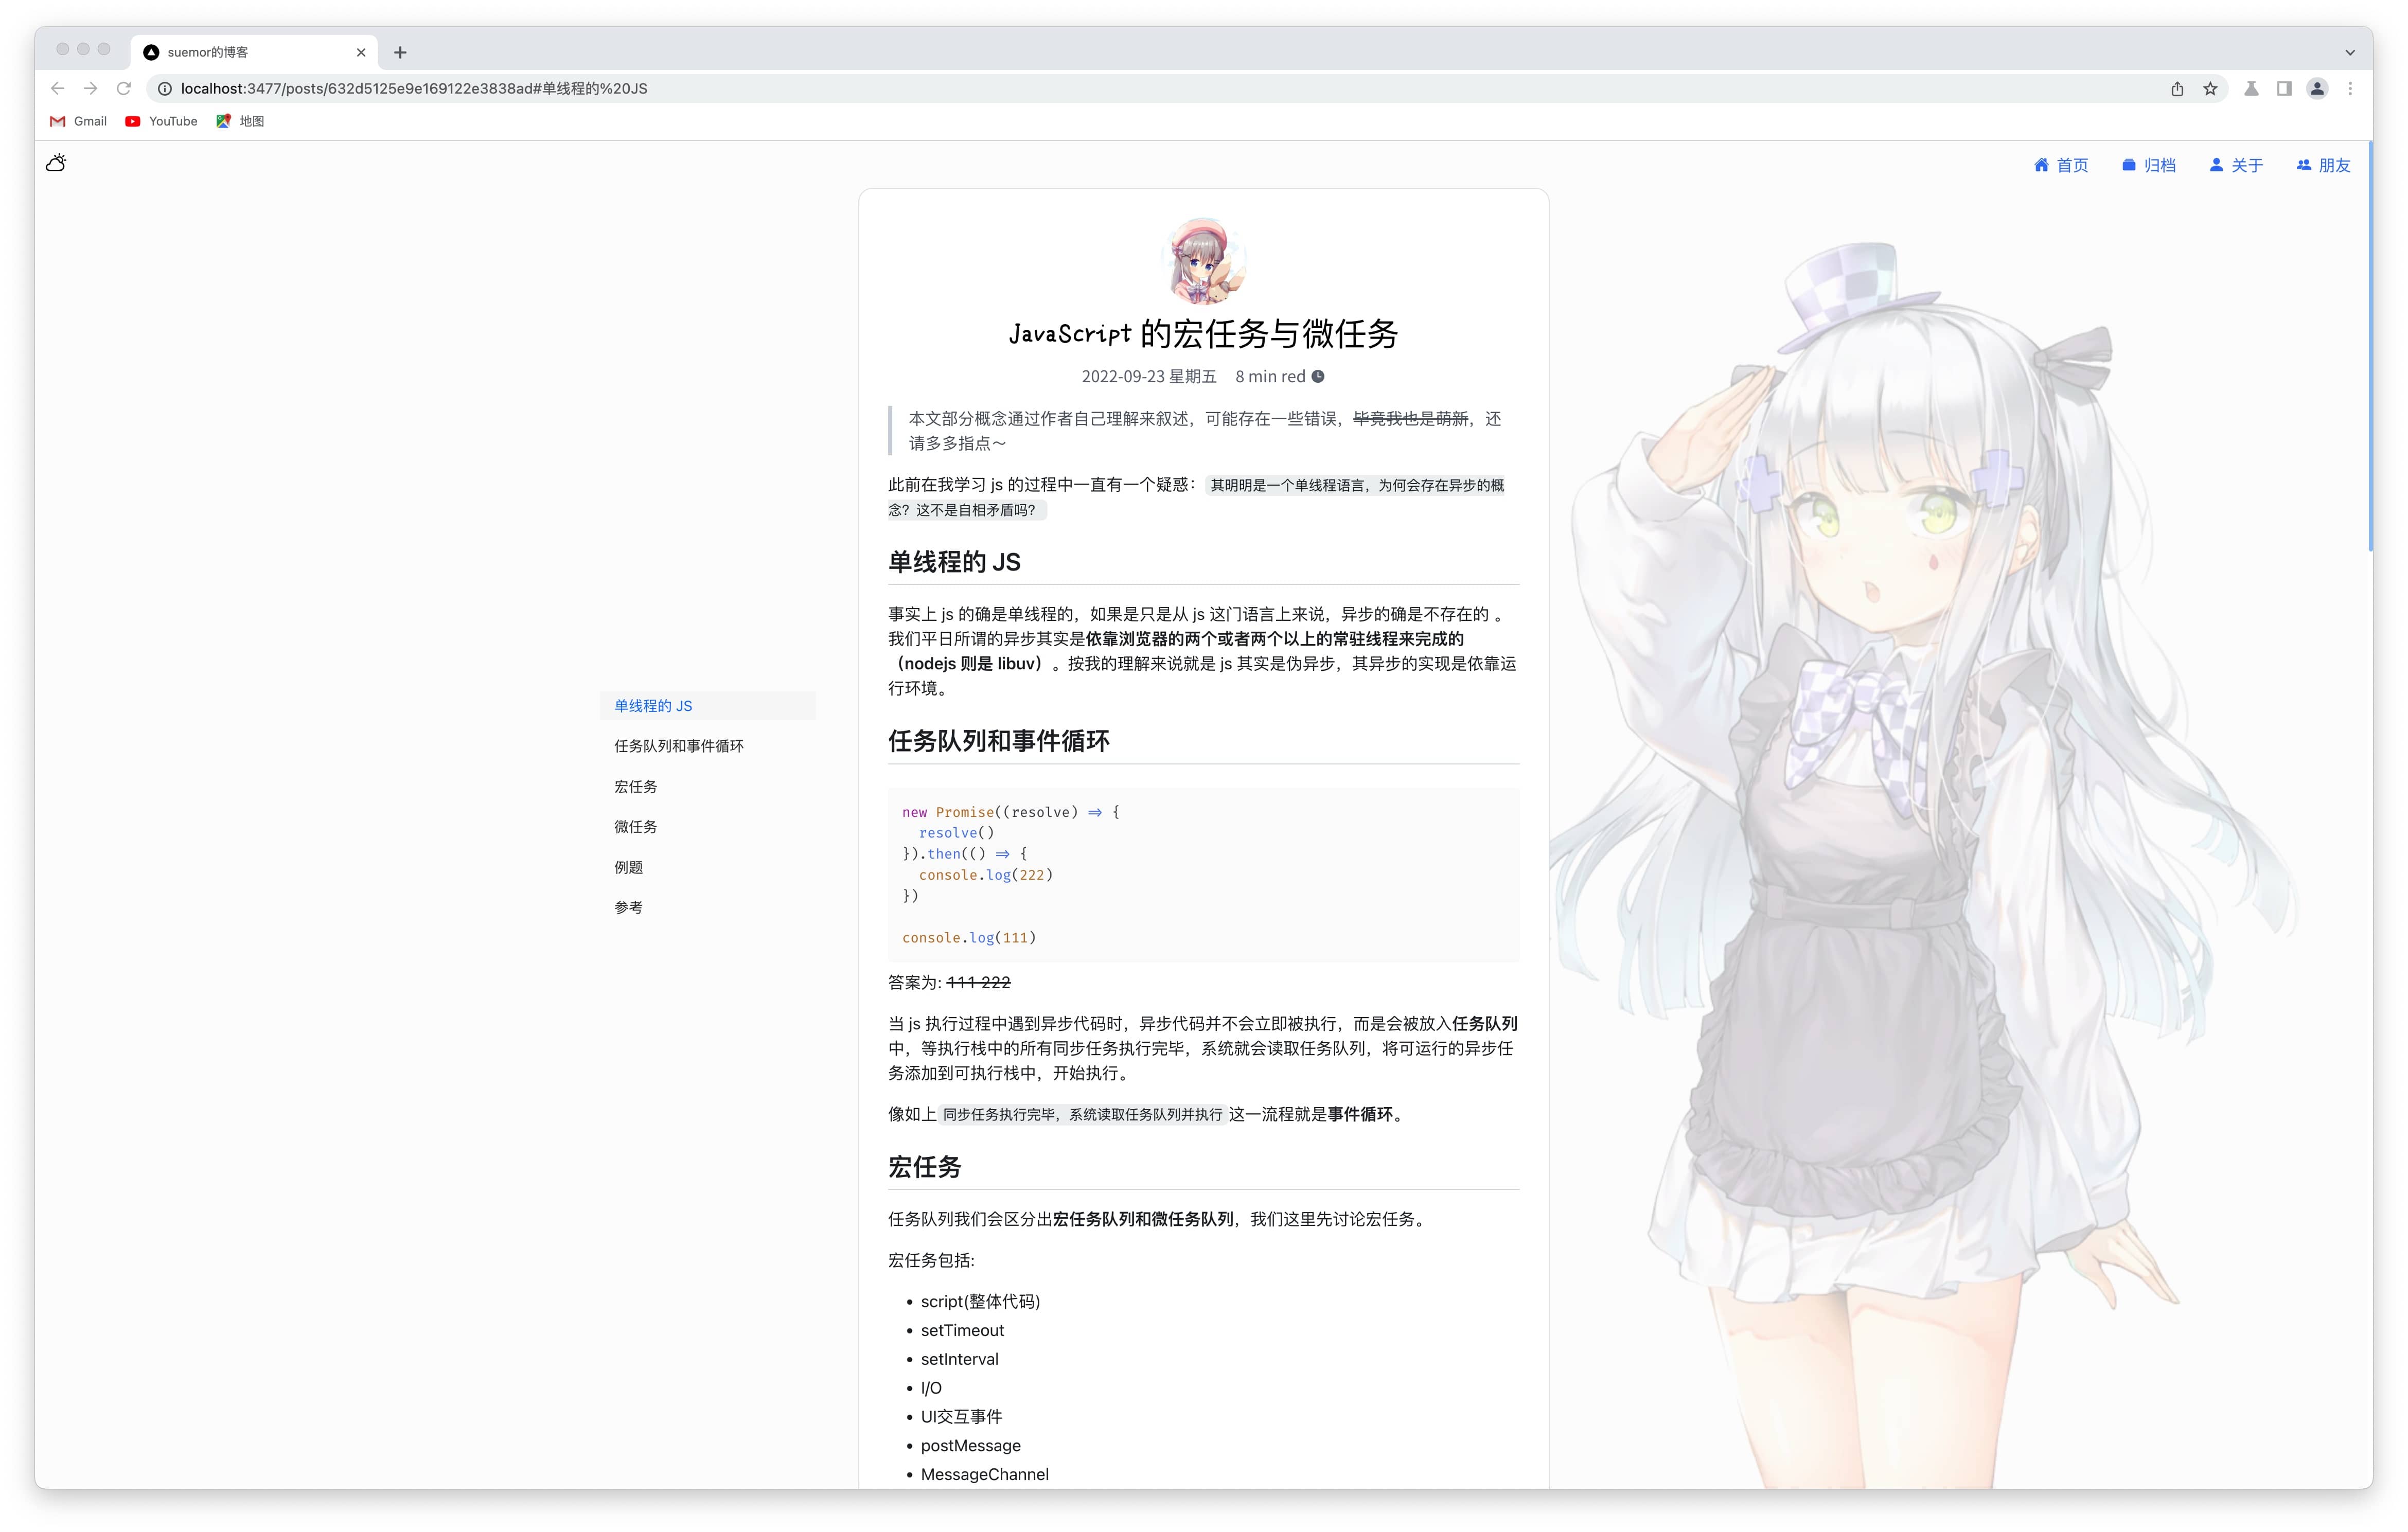 suemor的博客
localhost:3477/posts/632d5125e9e169122e3838ad#单线程的%20JS
Gmail YouTube 地图
首页 归档 关于 朋友
JavaScript 的宏任务与微任务
2022-09-23 星期五 8 min red
本文部分概念通过作者自己理解来叙述，可能存在一些错误，毕竟我也是萌新，还
请多多指点～
此前在我学习 js 的过程中一直有一个疑惑： 其明明是一个单线程语言，为何会存在异步的概
念？这不是自相矛盾吗？
单线程的 JS
事实上 js 的确是单线程的，如果是只是从 js 这门语言上来说，异步的确是不存在的 。
我们平日所谓的异步其实是依靠浏览器的两个或者两个以上的常驻线程来完成的
（nodejs 则是 libuv）。按我的理解来说就是 js 其实是伪异步，其异步的实现是依靠运
行环境。
单线程的 JS
任务队列和事件循环
宏任务
微任务
例题
参考
任务队列和事件循环
new Promise((resolve) => {
  resolve()
}).then(() => {
  console.log(222)
})
console.log(111)
答案为: 111 222
当 js 执行过程中遇到异步代码时，异步代码并不会立即被执行，而是会被放入任务队列
中，等执行栈中的所有同步任务执行完毕，系统就会读取任务队列，将可运行的异步任
务添加到可执行栈中，开始执行。
像如上 同步任务执行完毕，系统读取任务队列并执行 这一流程就是事件循环。
宏任务
任务队列我们会区分出宏任务队列和微任务队列，我们这里先讨论宏任务。
宏任务包括:
• script(整体代码)
• setTimeout
• setInterval
• I/O
• UI交互事件
• postMessage
• MessageChannel